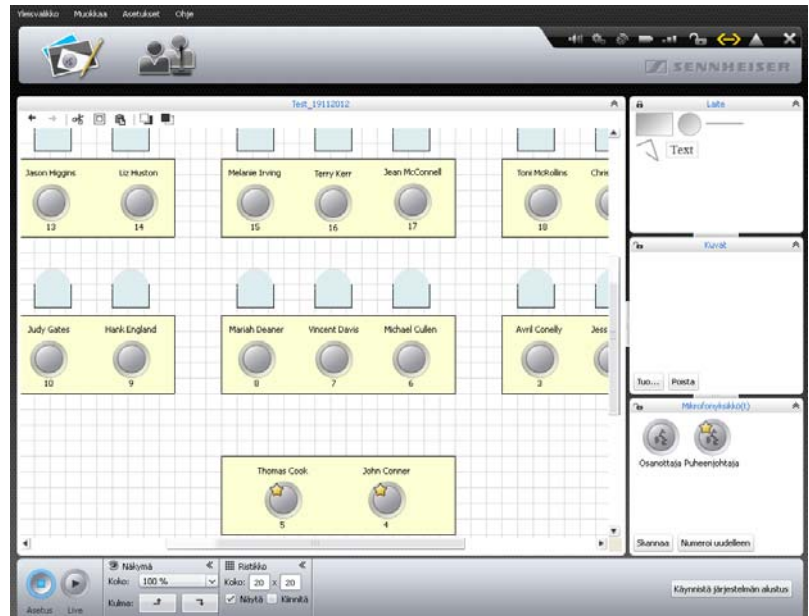 Yleisvalikko Muokkaa Asetukset Ohje
SENNHEISER
Test_19112012
Jason Higgins Liz Huston Melanie Irving Terry Kerr Jean McConnell Toni McRollins Chris
13 14 15 16 17 18
Judy Gates Hank England Mariah Deaner Vincent Davis Michael Cullen Avril Conelly Jess
10 9 8 7 6 3
Thomas Cook John Conner
5 4
Laite
Text
Kuvat
Tuo... Poista
Mikrofoniyksikkö(t)
Osanottaja Puheenjohtaja
Skannaa Numeroi uudelleen
Näkymä Ristikko
Koko: 100 % Koko: 20 x 20
Kulma: Näytä Kiinnitä
Asetus Live
Käynnistä järjestelmän alustus